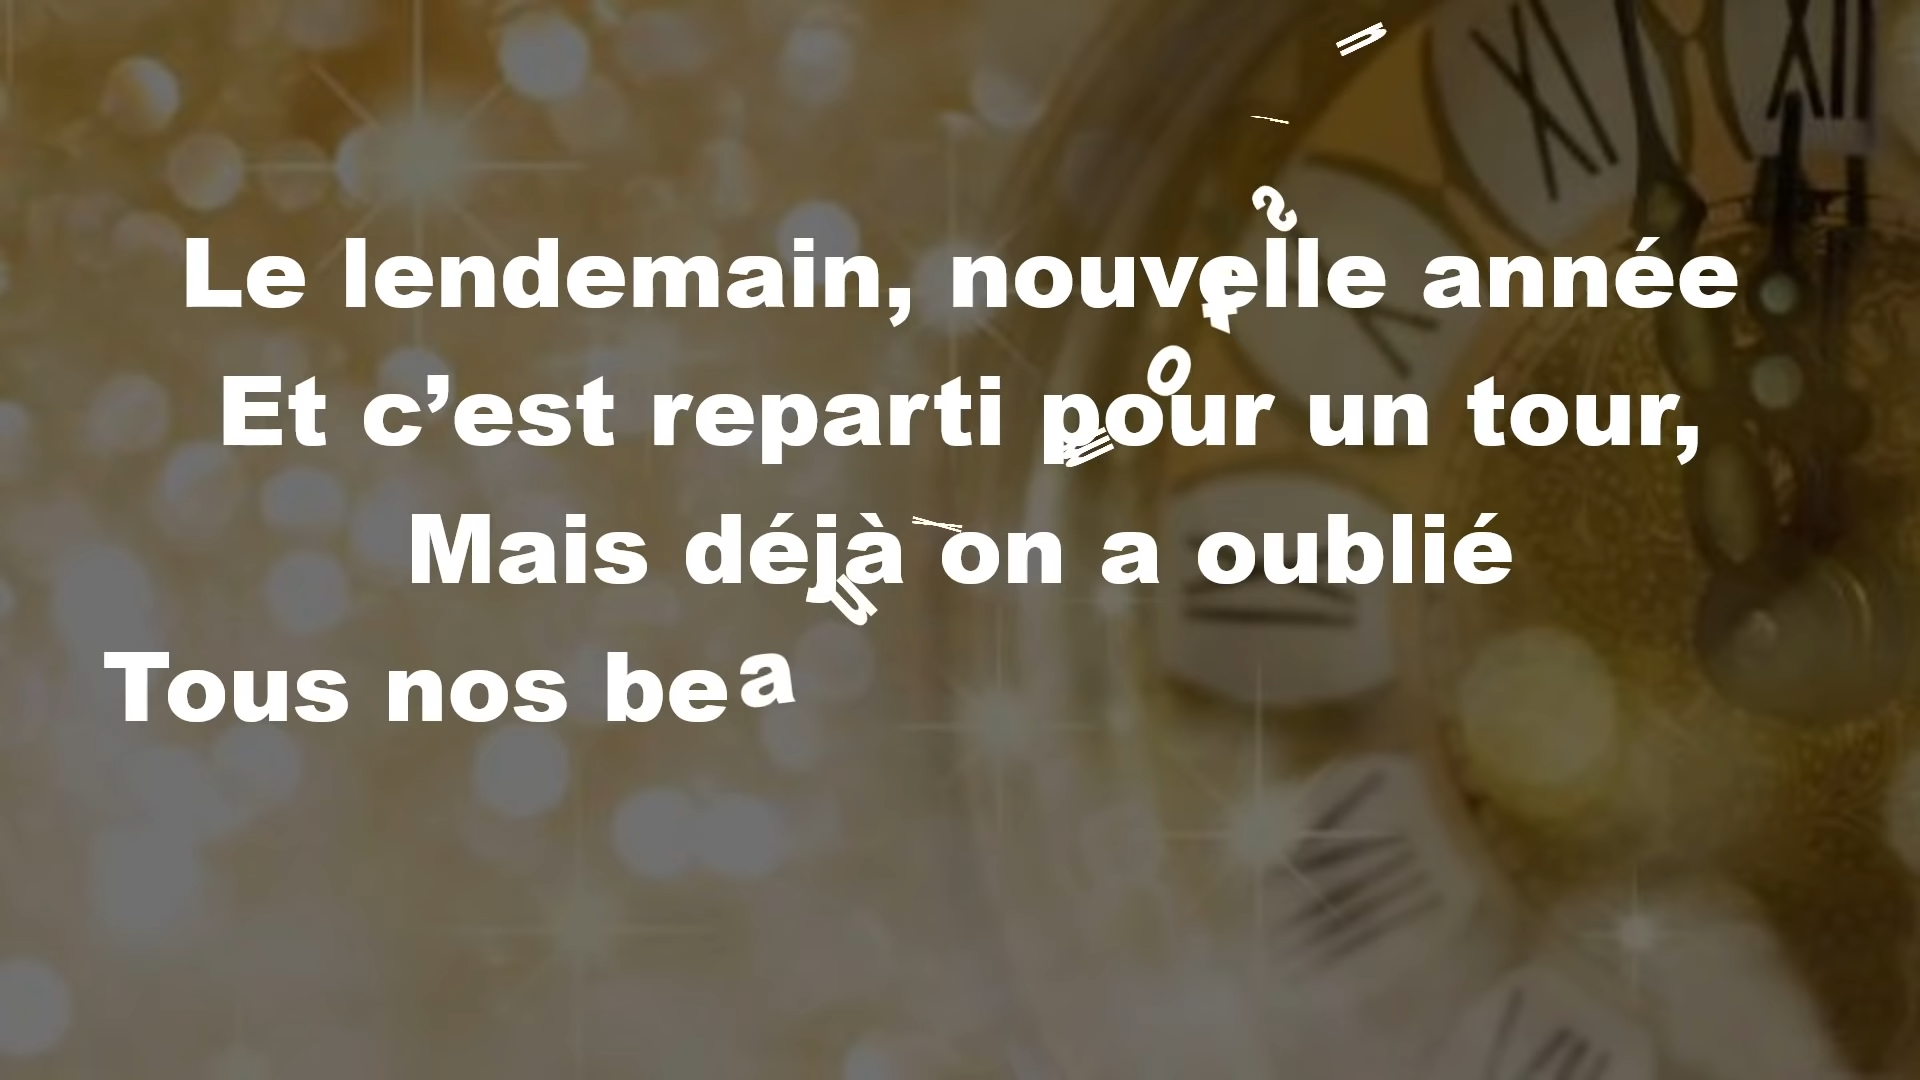 Le lendemain, nouvelle année
Et c’est reparti pour un tour,
Mais déjà on a oublié
Tous nos bea